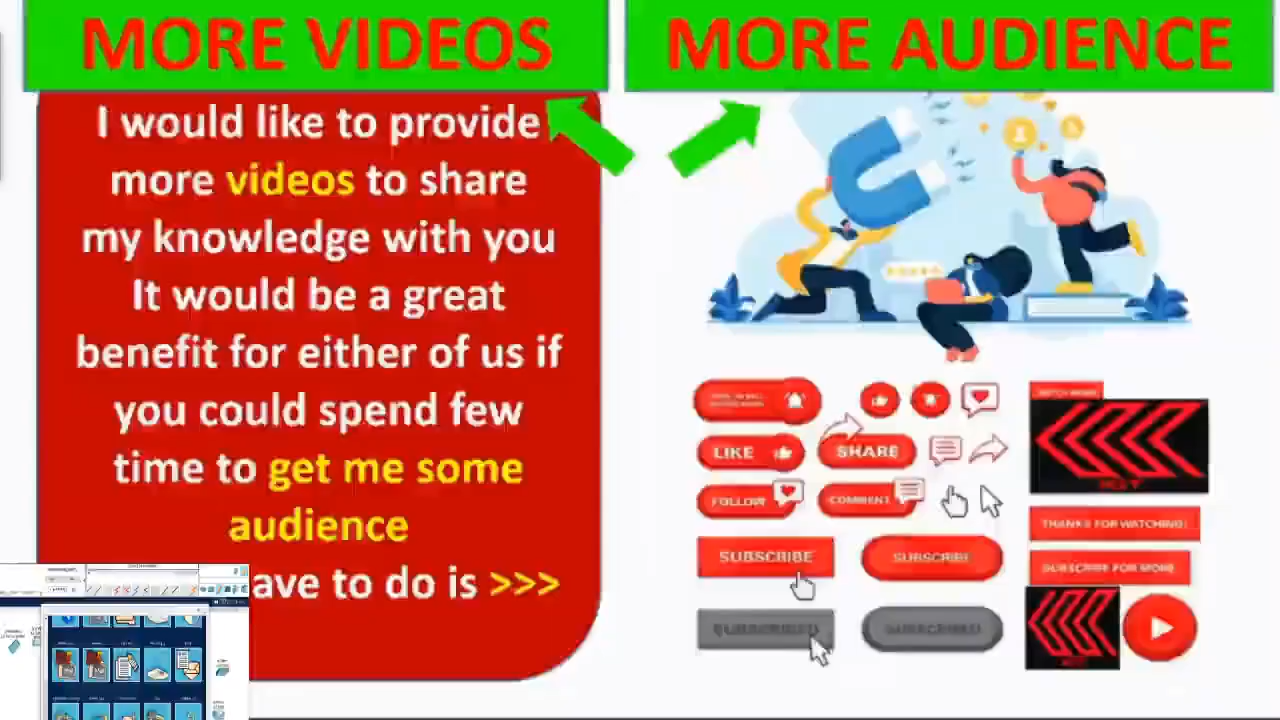 MORE VIDEOS
MORE AUDIENCE
I would like to provide
more videos to share
my knowledge with you
It would be a great
benefit for either of us if
you could spend few
time to get me some
audience
ave to do is >>>
LIKE
SHARE
FOLLOW
COMMENT
THANKS FOR WATCHING!
SUBSCRIBE
SUBSCRIBE
SUBSCRIBE FOR MORE
SUBSCRIBED
SUBSCRIBED